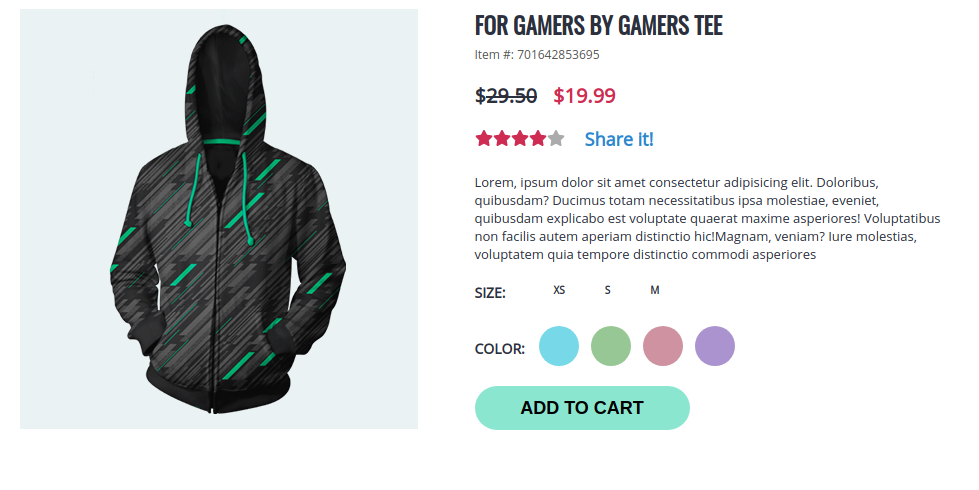 FOR GAMERS BY GAMERS TEE
Item #: 701642853695
$29.50 $19.99
Share it!
Lorem, ipsum dolor sit amet consectetur adipisicing elit. Doloribus,
quibusdam? Ducimus totam necessitatibus ipsa molestiae, eveniet,
quibusdam explicabo est voluptate quaerat maxime asperiores! Voluptatibus
non facilis autem aperiam distinctio hic!Magnam, veniam? Iure molestias,
voluptatem quia tempore distinctio commodi asperiores
SIZE: XS S M
COLOR:
ADD TO CART